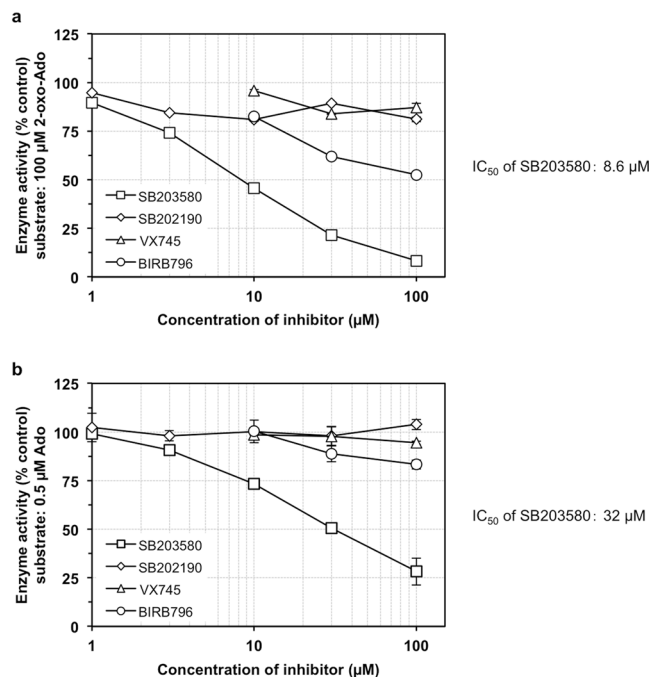 a
125
100
75
50
25
0
Enzyme activity (% control)
substrate: 100 µM 2-oxo-Ado
SB203580
SB202190
VX745
BIRB796
1
10
100
Concentration of inhibitor (µM)
IC50 of SB203580: 8.6 µM
b
125
100
75
50
25
0
Enzyme activity (% control)
substrate: 0.5 µM Ado
SB203580
SB202190
VX745
BIRB796
1
10
100
Concentration of inhibitor (µM)
IC50 of SB203580: 32 µM